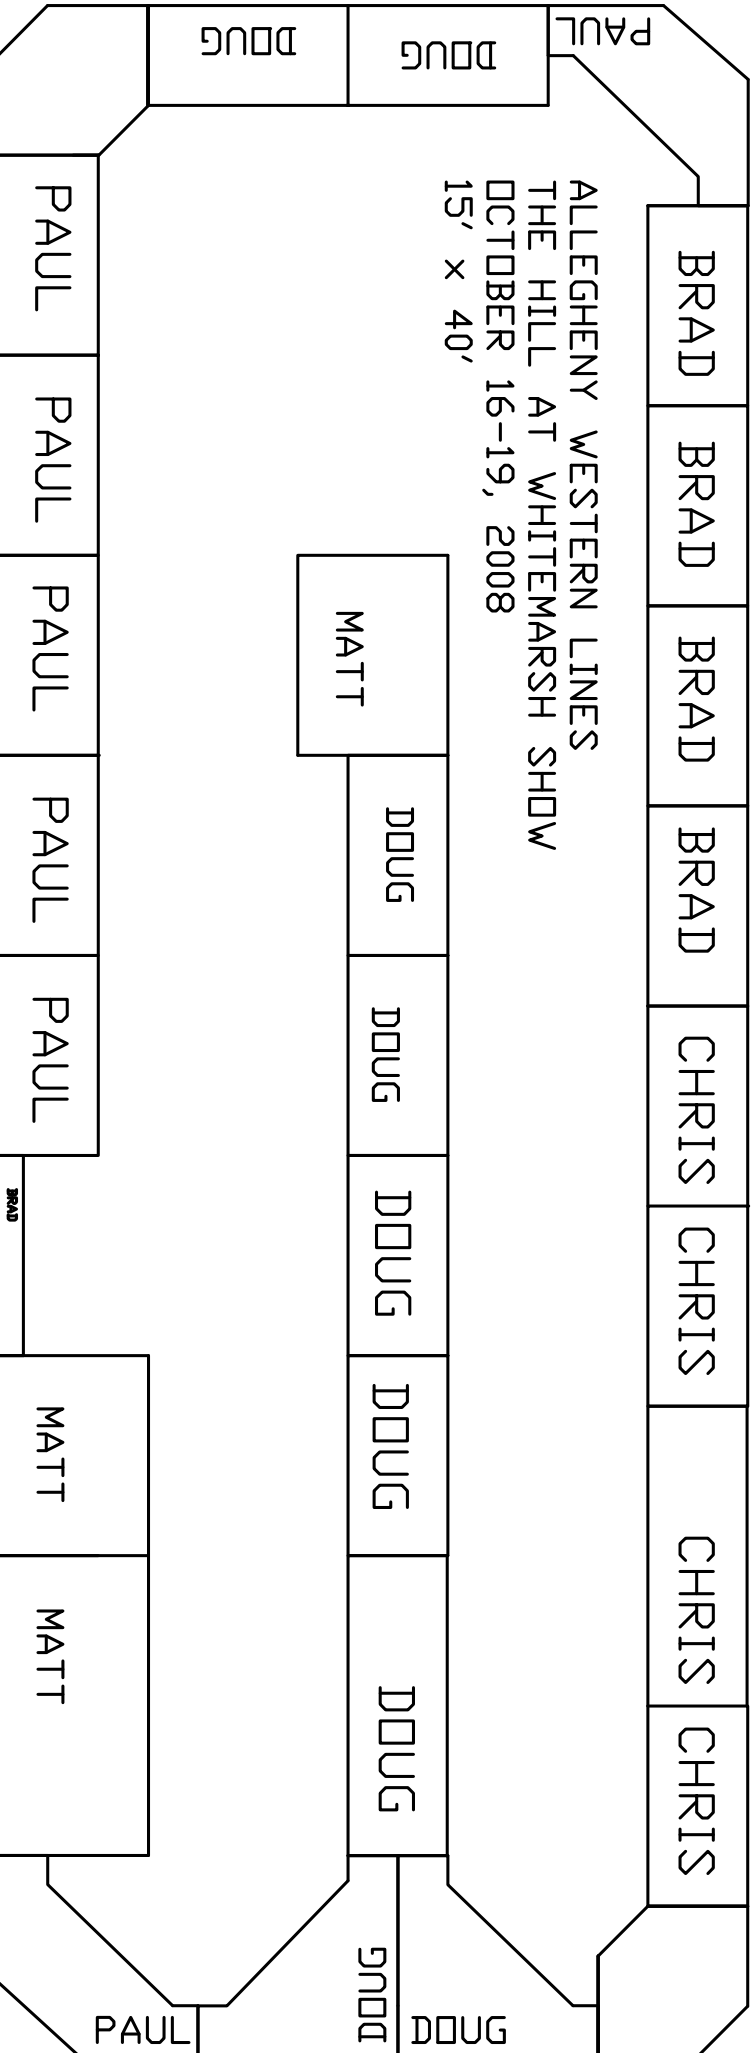 DOUG
DOUG
PAUL
ALLEGHENY WESTERN LINES
THE HILL AT WHITEMARSH SHOW
OCTOBER 16-19, 2008
15' x 40'
BRAD
BRAD
BRAD
BRAD
CHRIS
CHRIS
CHRIS
CHRIS
MATT
DOUG
DOUG
DOUG
DOUG
DOUG
PAUL
PAUL
PAUL
PAUL
PAUL
BRAD
MATT
MATT
PAUL
DOUG
DOUG